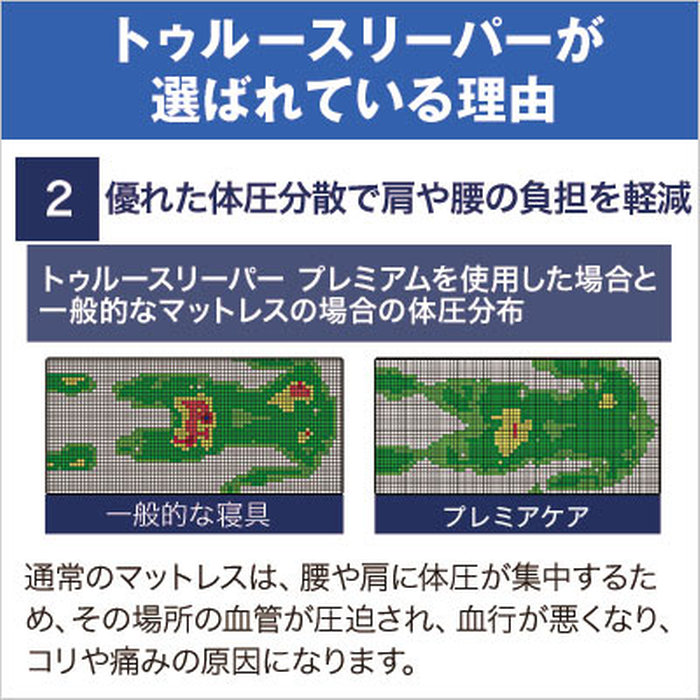 トゥルースリーパーが
選ばれている理由
2 優れた体圧分散で肩や腰の負担を軽減
トゥルースリーパー プレミアムを使用した場合と
一般的なマットレスの場合の体圧分布
一般的な寝具
プレミアケア
通常のマットレスは、腰や肩に体圧が集中するた
め、その場所の血管が圧迫され、血行が悪くなり、
コリや痛みの原因になります。